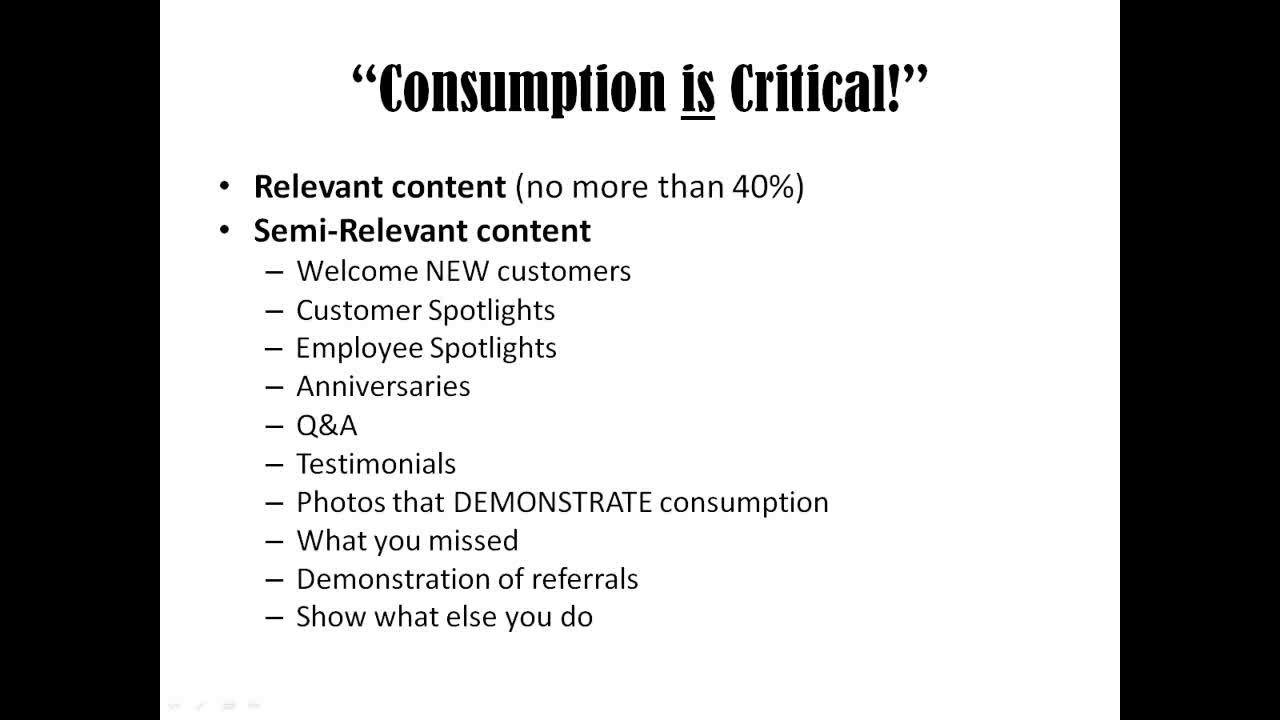 “Consumption is Critical!”
• Relevant content (no more than 40%)
• Semi-Relevant content
– Welcome NEW customers
– Customer Spotlights
– Employee Spotlights
– Anniversaries
– Q&A
– Testimonials
– Photos that DEMONSTRATE consumption
– What you missed
– Demonstration of referrals
– Show what else you do